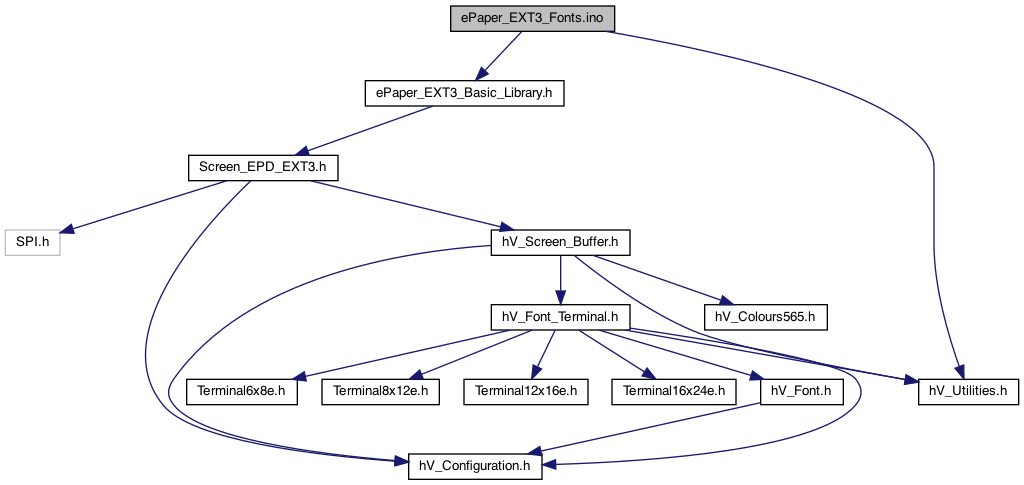 ePaper_EXT3_Fonts.ino
ePaper_EXT3_Basic_Library.h
Screen_EPD_EXT3.h
SPI.h
hV_Screen_Buffer.h
hV_Font_Terminal.h
hV_Colours565.h
Terminal6x8e.h
Terminal8x12e.h
Terminal12x16e.h
Terminal16x24e.h
hV_Font.h
hV_Utilities.h
hV_Configuration.h